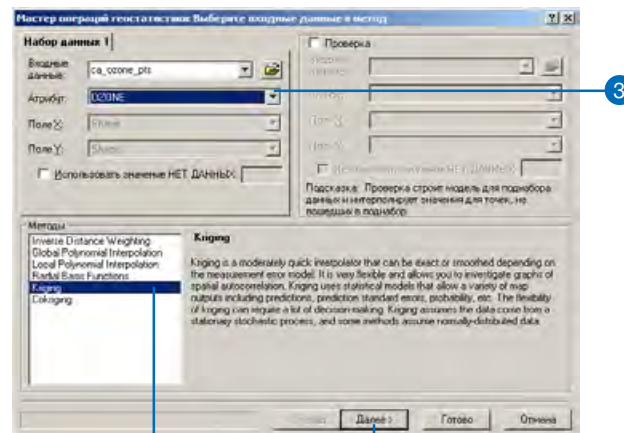 Мастер операций геостатистики: Выберите входные данные и метод
Набор данных 1
Входные данные:
ca_ozone_pts
Атрибут:
OZONE
Поле X:
Shape
Поле Y:
Shape
Использовать значение НЕТ ДАННЫХ:
Проверка
Поле X:
Поле Y:
Подсказка: Проверка строит модель для поднабора
данных и интерполирует значения для точек, не
вошедших в поднабор.
3
Методы
Inverse Distance Weighting
Global Polynomial Interpolation
Local Polynomial Interpolation
Radial Basis Functions
Kriging
Cokriging
Kriging
Kriging is a moderately quick interpolator that can be exact or smoothed depending on
the measurement error model. It is very flexible and allows you to investigate graphs of
spatial autocorrelation. Kriging uses statistical models that allow a variety of map
outputs including predictions, prediction standard errors, probability, etc. The flexibility
of kriging can require a lot of decision-making. Kriging assumes the data come from a
stationary stochastic process, and some methods assume normally-distributed data.
Далее >
Готово
Отмена